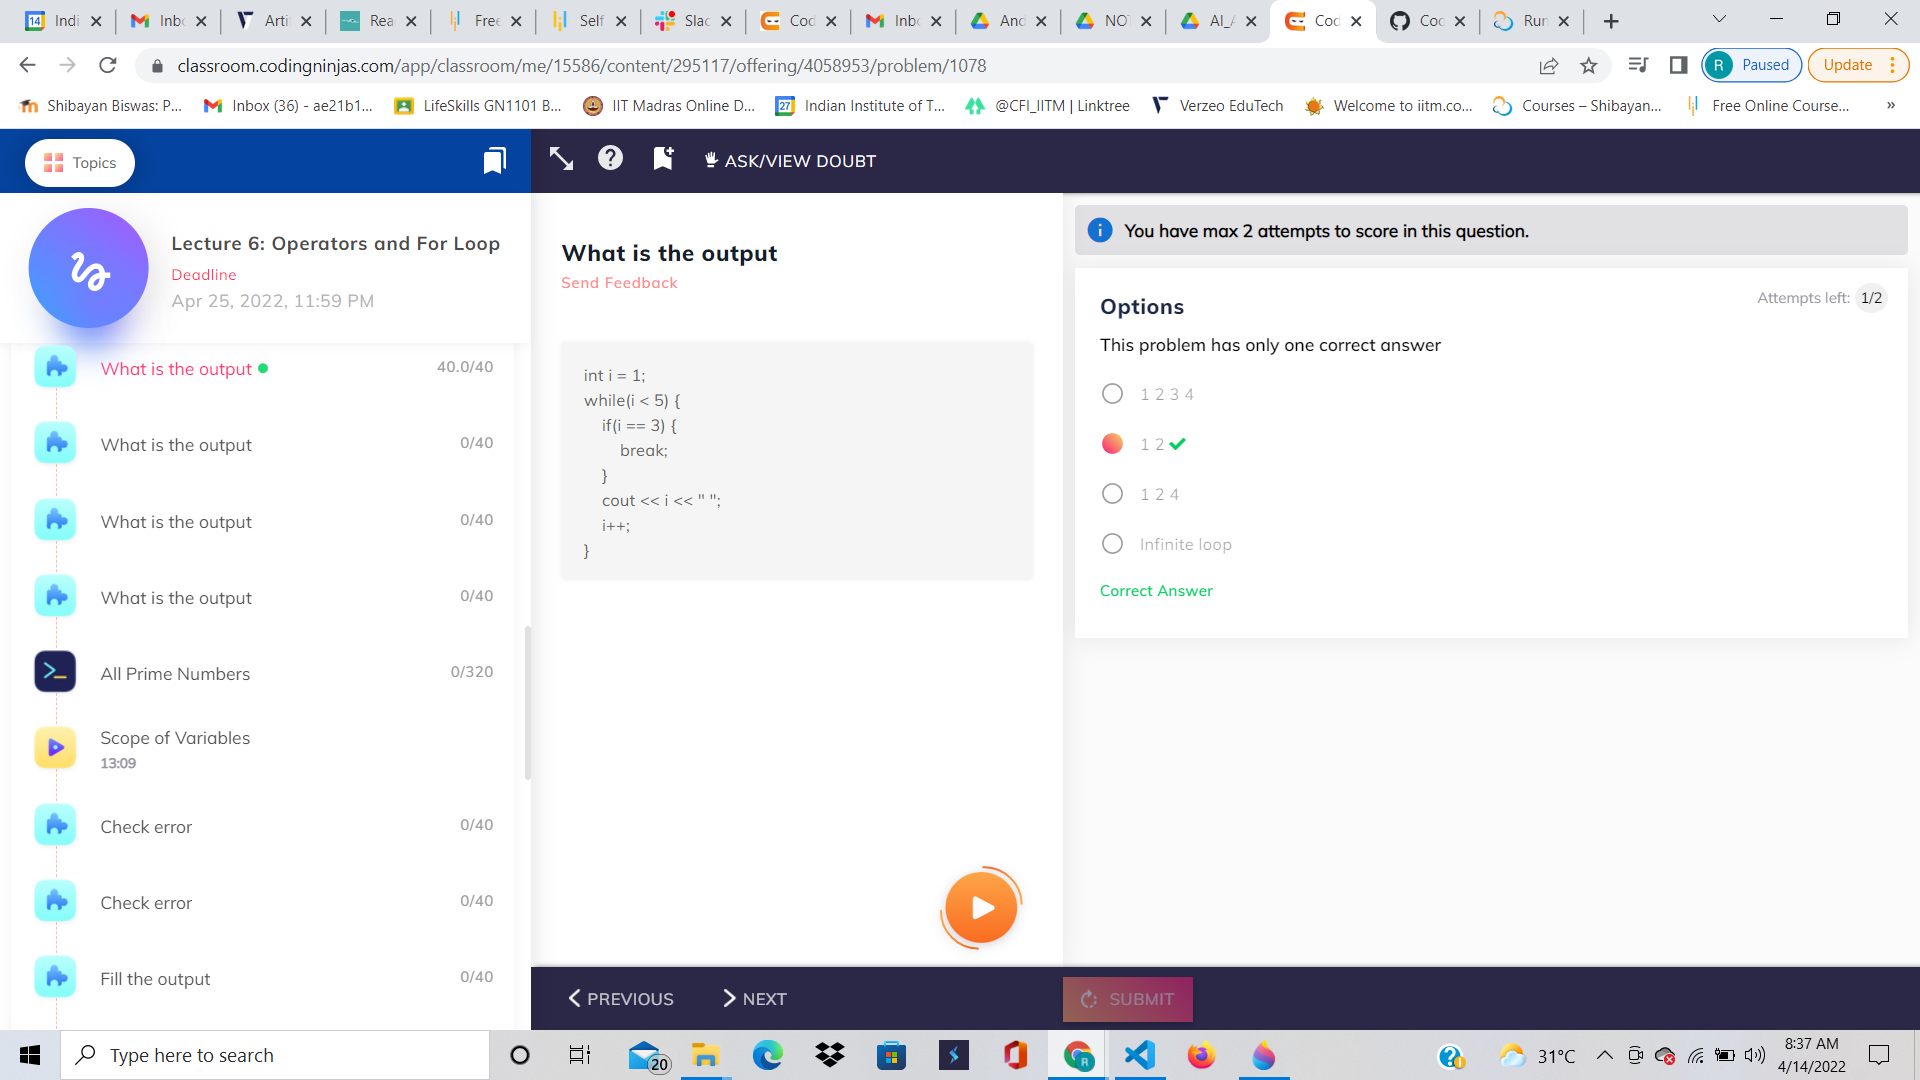 Indi
Inbo
Arti
Rea
Free
Self
Slac
Cod
Inbo
And
NOT
AI_A
Cod
Coc
Run
classroom.codingninjas.com/app/classroom/me/15586/content/295117/offering/4058953/problem/1078
R Paused
Update
Shibayan Biswas: P...
Inbox (36) - ae21b1...
LifeSkills GN1101 B...
IIT Madras Online D...
Indian Institute of T...
@CFI_IITM | Linktree
Verzeo EduTech
Welcome to iitm.co...
Courses – Shibayan...
Free Online Course...
»
Topics
ASK/VIEW DOUBT
Lecture 6: Operators and For Loop
Deadline
Apr 25, 2022, 11:59 PM
What is the output 40.0/40
What is the output 0/40
What is the output 0/40
What is the output 0/40
All Prime Numbers 0/320
Scope of Variables
13:09
Check error 0/40
Check error 0/40
Fill the output 0/40
What is the output
Send Feedback
int i = 1;
while(i < 5) {
if(i == 3) {
break;
}
cout << i << " ";
i++;
}
You have max 2 attempts to score in this question.
Options
Attempts left: 1/2
This problem has only one correct answer
1 2 3 4
1 2
1 2 4
Infinite loop
Correct Answer
PREVIOUS
NEXT
SUBMIT
Type here to search
20
31°C
8:37 AM
4/14/2022